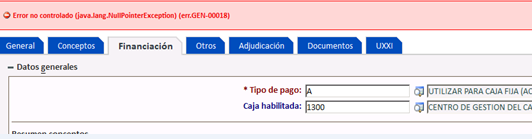 Error no controlado (java.lang.NullPointerException) (err.GEN-00018)
General Conceptos Financiación Otros Adjudicación Documentos UXXI
Datos generales
* Tipo de pago: A UTILIZAR PARA CAJA FIJA (AC
Caja habilitada: 1300 CENTRO DE GESTION DEL CA
Resumen conceptos